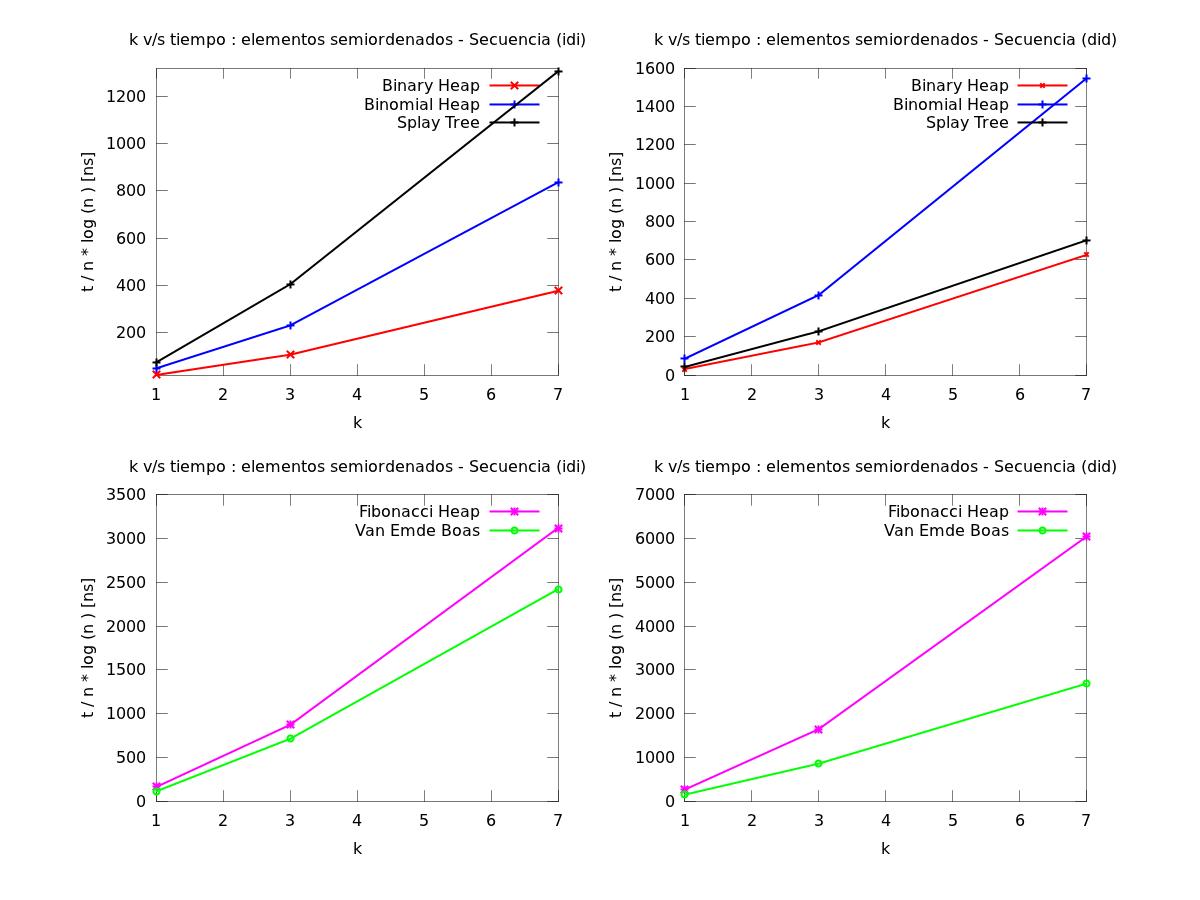 k v/s tiempo : elementos semiordenados - Secuencia (idi)
Binary Heap
Binomial Heap
Splay Tree
1200
1000
800
600
400
200
t / n * log (n ) [ns]
1 2 3 4 5 6 7
k
k v/s tiempo : elementos semiordenados - Secuencia (did)
Binary Heap
Binomial Heap
Splay Tree
1600
1400
1200
1000
800
600
400
200
0
t / n * log (n ) [ns]
1 2 3 4 5 6 7
k
k v/s tiempo : elementos semiordenados - Secuencia (idi)
Fibonacci Heap
Van Emde Boas
3500
3000
2500
2000
1500
1000
500
0
t / n * log (n ) [ns]
1 2 3 4 5 6 7
k
k v/s tiempo : elementos semiordenados - Secuencia (did)
Fibonacci Heap
Van Emde Boas
7000
6000
5000
4000
3000
2000
1000
0
t / n * log (n ) [ns]
1 2 3 4 5 6 7
k